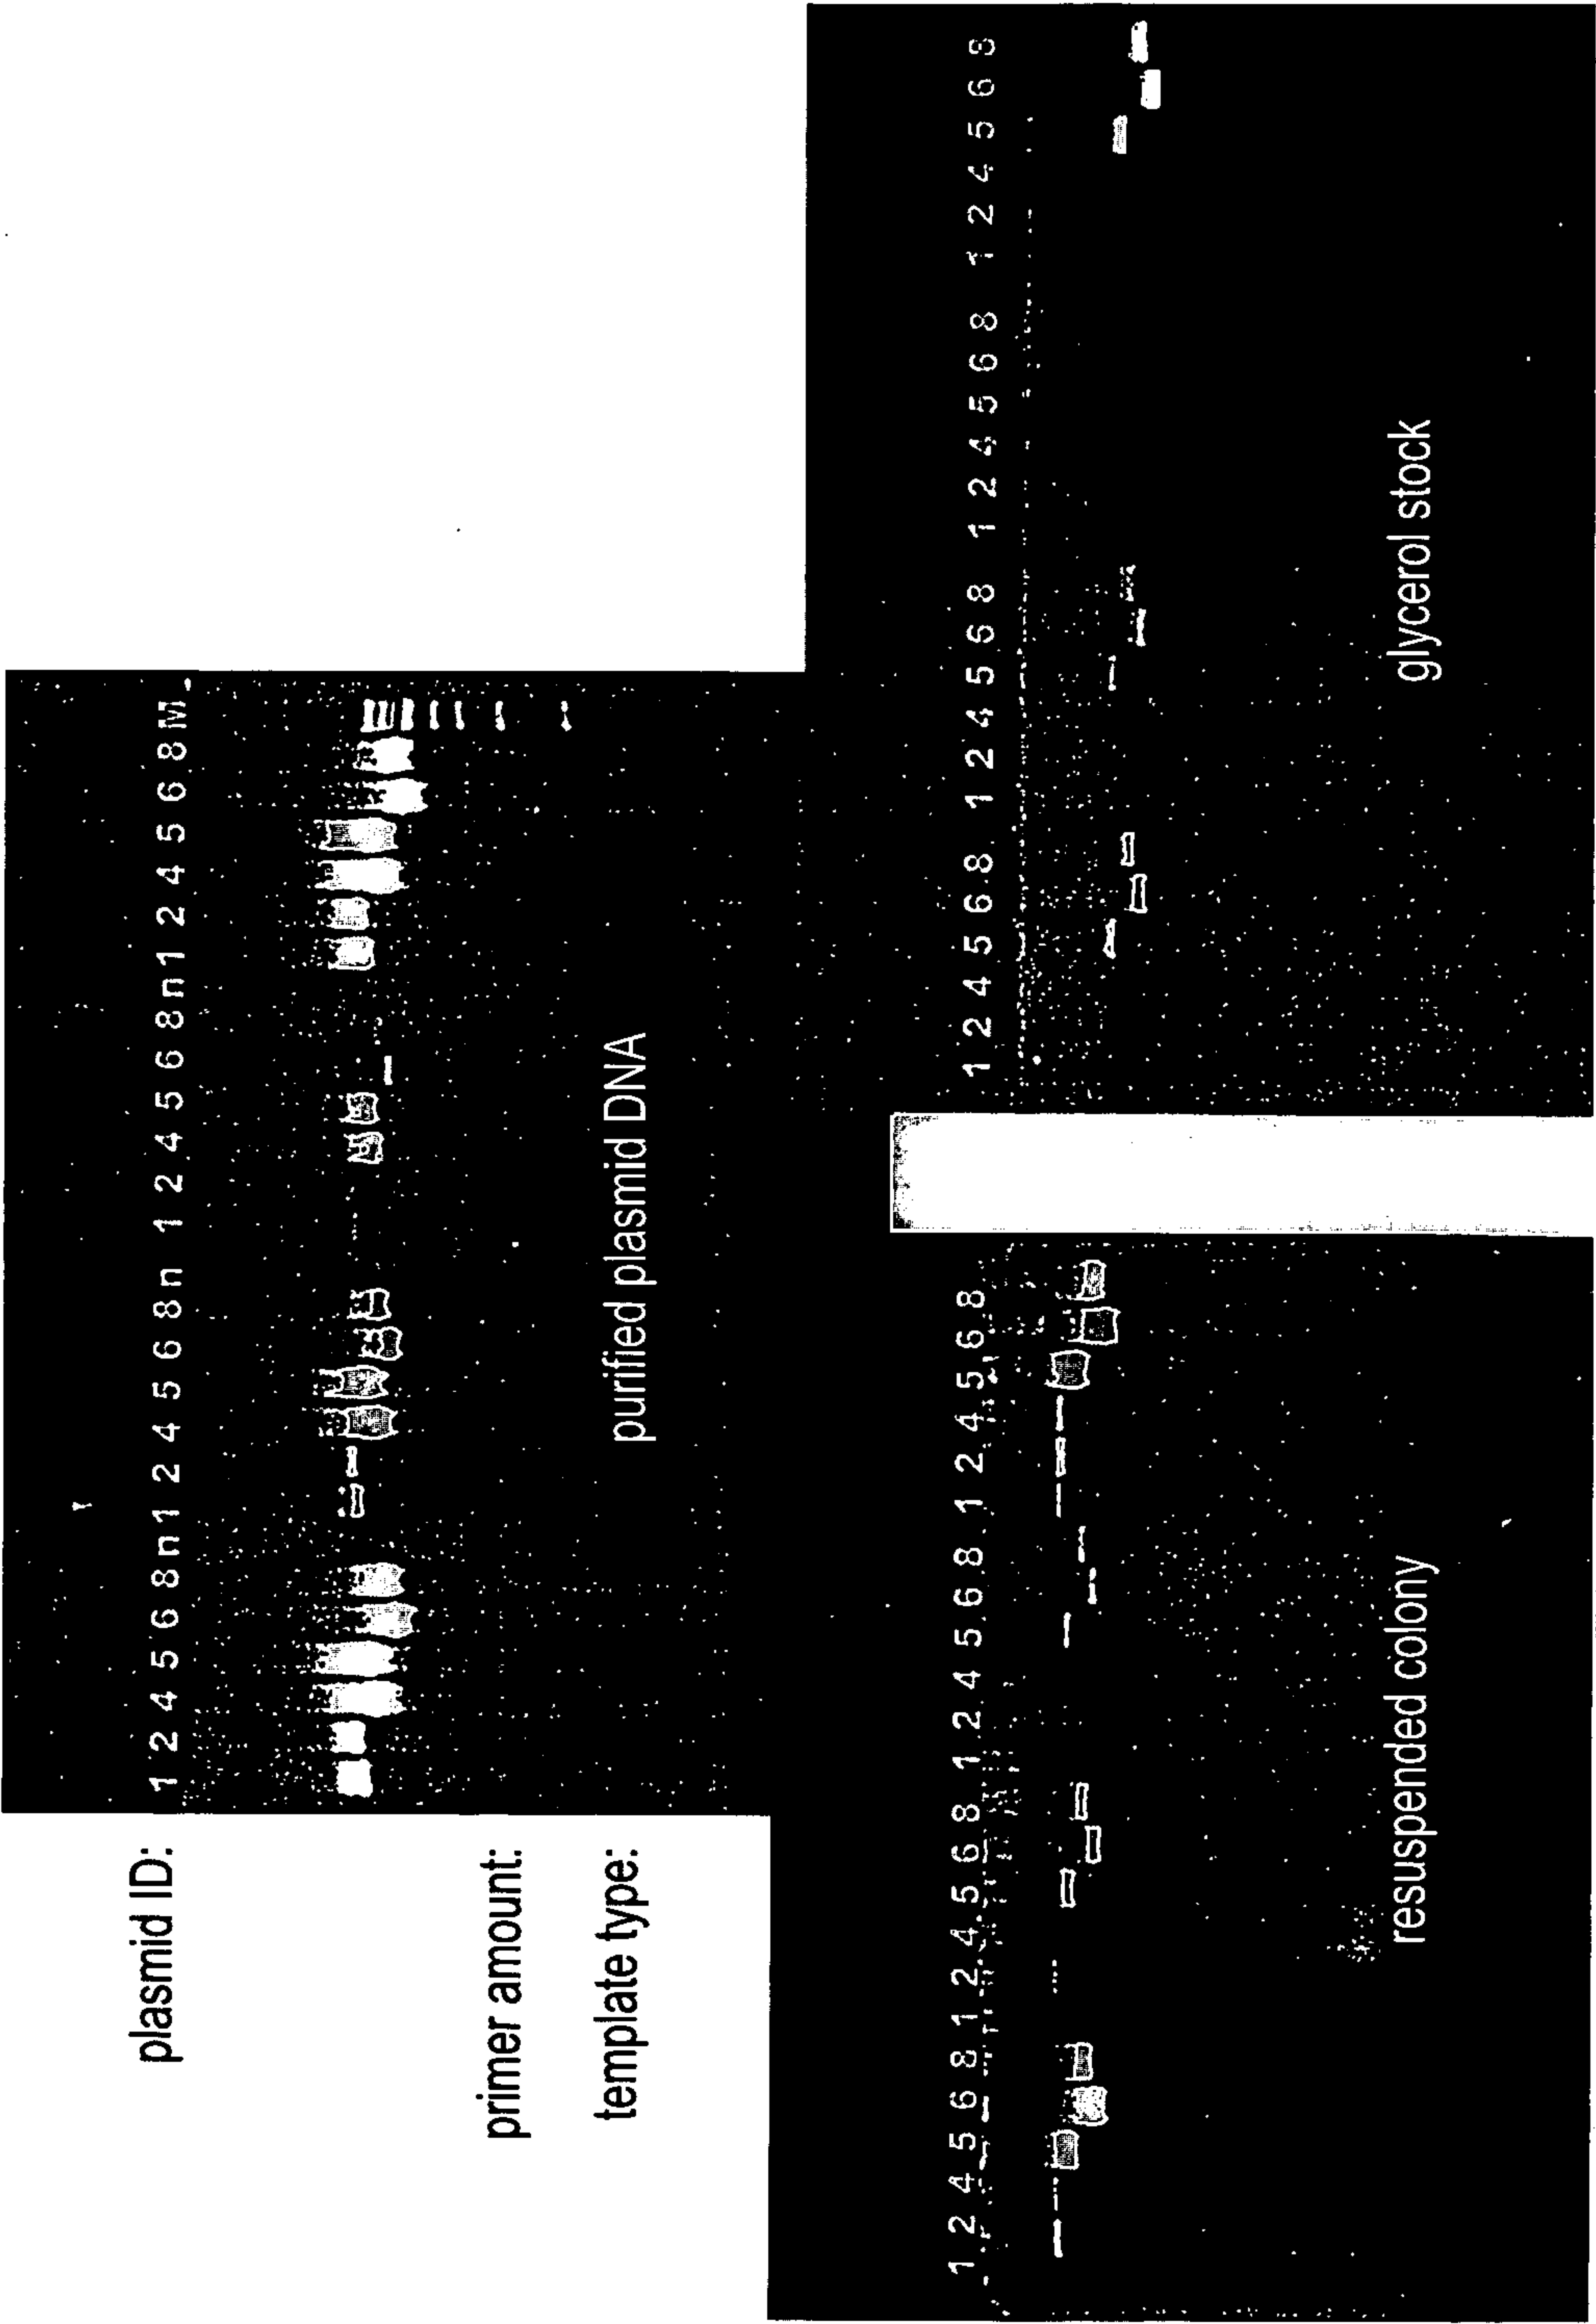 plasmid ID: 1 2 4 5 6 8 n 1 2 4 5 6 8 n 1 2 4 5 6 8 n 1 2 4 5 6 8 M
primer amount:
template type: purified plasmid DNA
1 2 4 5 6 8 1 2 4 5 6 8 1 2 4 5 6 8 1 2 4 5 6 8
1 2 4 5 6 8 1 2 4 5 6 8 1 2 4 5 6 8 1 2 4 5 6 8
resuspended colony
glycerol stock